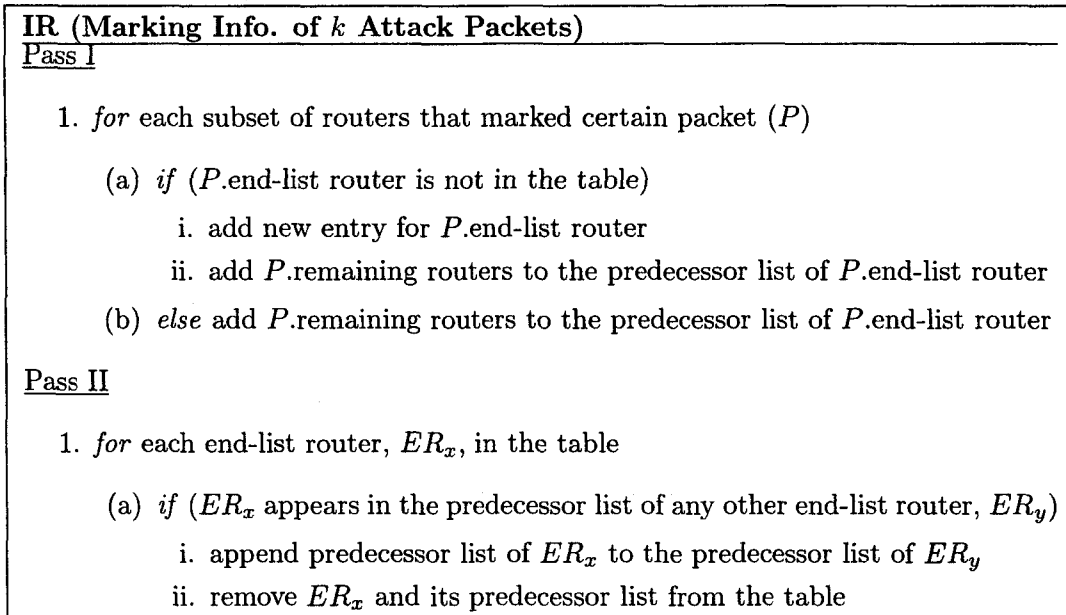 IR (Marking Info. of k Attack Packets)
Pass I
1. for each subset of routers that marked certain packet (P)
(a) if (P.end-list router is not in the table)
i. add new entry for P.end-list router
ii. add P.remaining routers to the predecessor list of P.end-list router
(b) else add P.remaining routers to the predecessor list of P.end-list router
Pass II
1. for each end-list router, ERₓ, in the table
(a) if (ERₓ appears in the predecessor list of any other end-list router, ER_y)
i. append predecessor list of ERₓ to the predecessor list of ER_y
ii. remove ERₓ and its predecessor list from the table